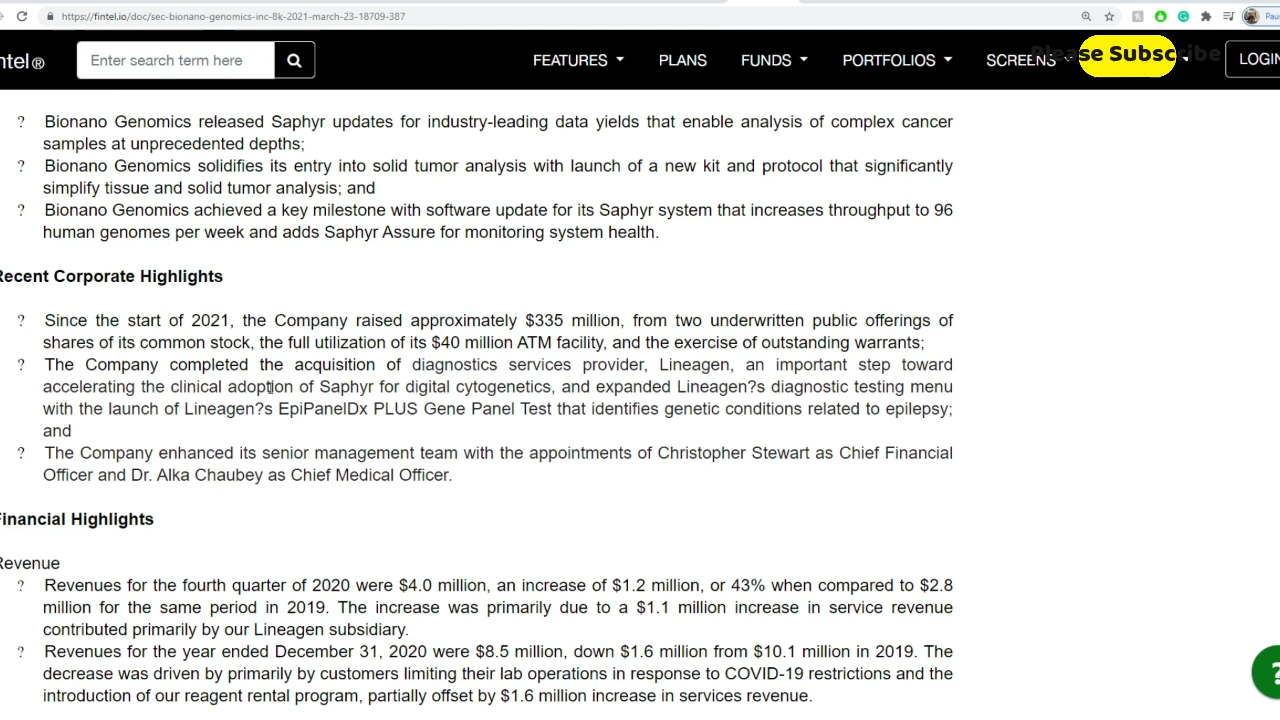 https://fintel.io/doc/sec-bionano-genomics-inc-8k-2021-march-23-18709-387
ntel®
Enter search term here
FEATURES
PLANS
FUNDS
PORTFOLIOS
SCREENS
Please Subscribe
LOGIN
? Bionano Genomics released Saphyr updates for industry-leading data yields that enable analysis of complex cancer
samples at unprecedented depths;
? Bionano Genomics solidifies its entry into solid tumor analysis with launch of a new kit and protocol that significantly
simplify tissue and solid tumor analysis; and
? Bionano Genomics achieved a key milestone with software update for its Saphyr system that increases throughput to 96
human genomes per week and adds Saphyr Assure for monitoring system health.
Recent Corporate Highlights
? Since the start of 2021, the Company raised approximately $335 million, from two underwritten public offerings of
shares of its common stock, the full utilization of its $40 million ATM facility, and the exercise of outstanding warrants;
? The Company completed the acquisition of diagnostics services provider, Lineagen, an important step toward
accelerating the clinical adoption of Saphyr for digital cytogenetics, and expanded Lineagen?s diagnostic testing menu
with the launch of Lineagen?s EpiPanelDx PLUS Gene Panel Test that identifies genetic conditions related to epilepsy;
and
? The Company enhanced its senior management team with the appointments of Christopher Stewart as Chief Financial
Officer and Dr. Alka Chaubey as Chief Medical Officer.
Financial Highlights
Revenue
? Revenues for the fourth quarter of 2020 were $4.0 million, an increase of $1.2 million, or 43% when compared to $2.8
million for the same period in 2019. The increase was primarily due to a $1.1 million increase in service revenue
contributed primarily by our Lineagen subsidiary.
? Revenues for the year ended December 31, 2020 were $8.5 million, down $1.6 million from $10.1 million in 2019. The
decrease was driven by primarily by customers limiting their lab operations in response to COVID-19 restrictions and the
introduction of our reagent rental program, partially offset by $1.6 million increase in services revenue.